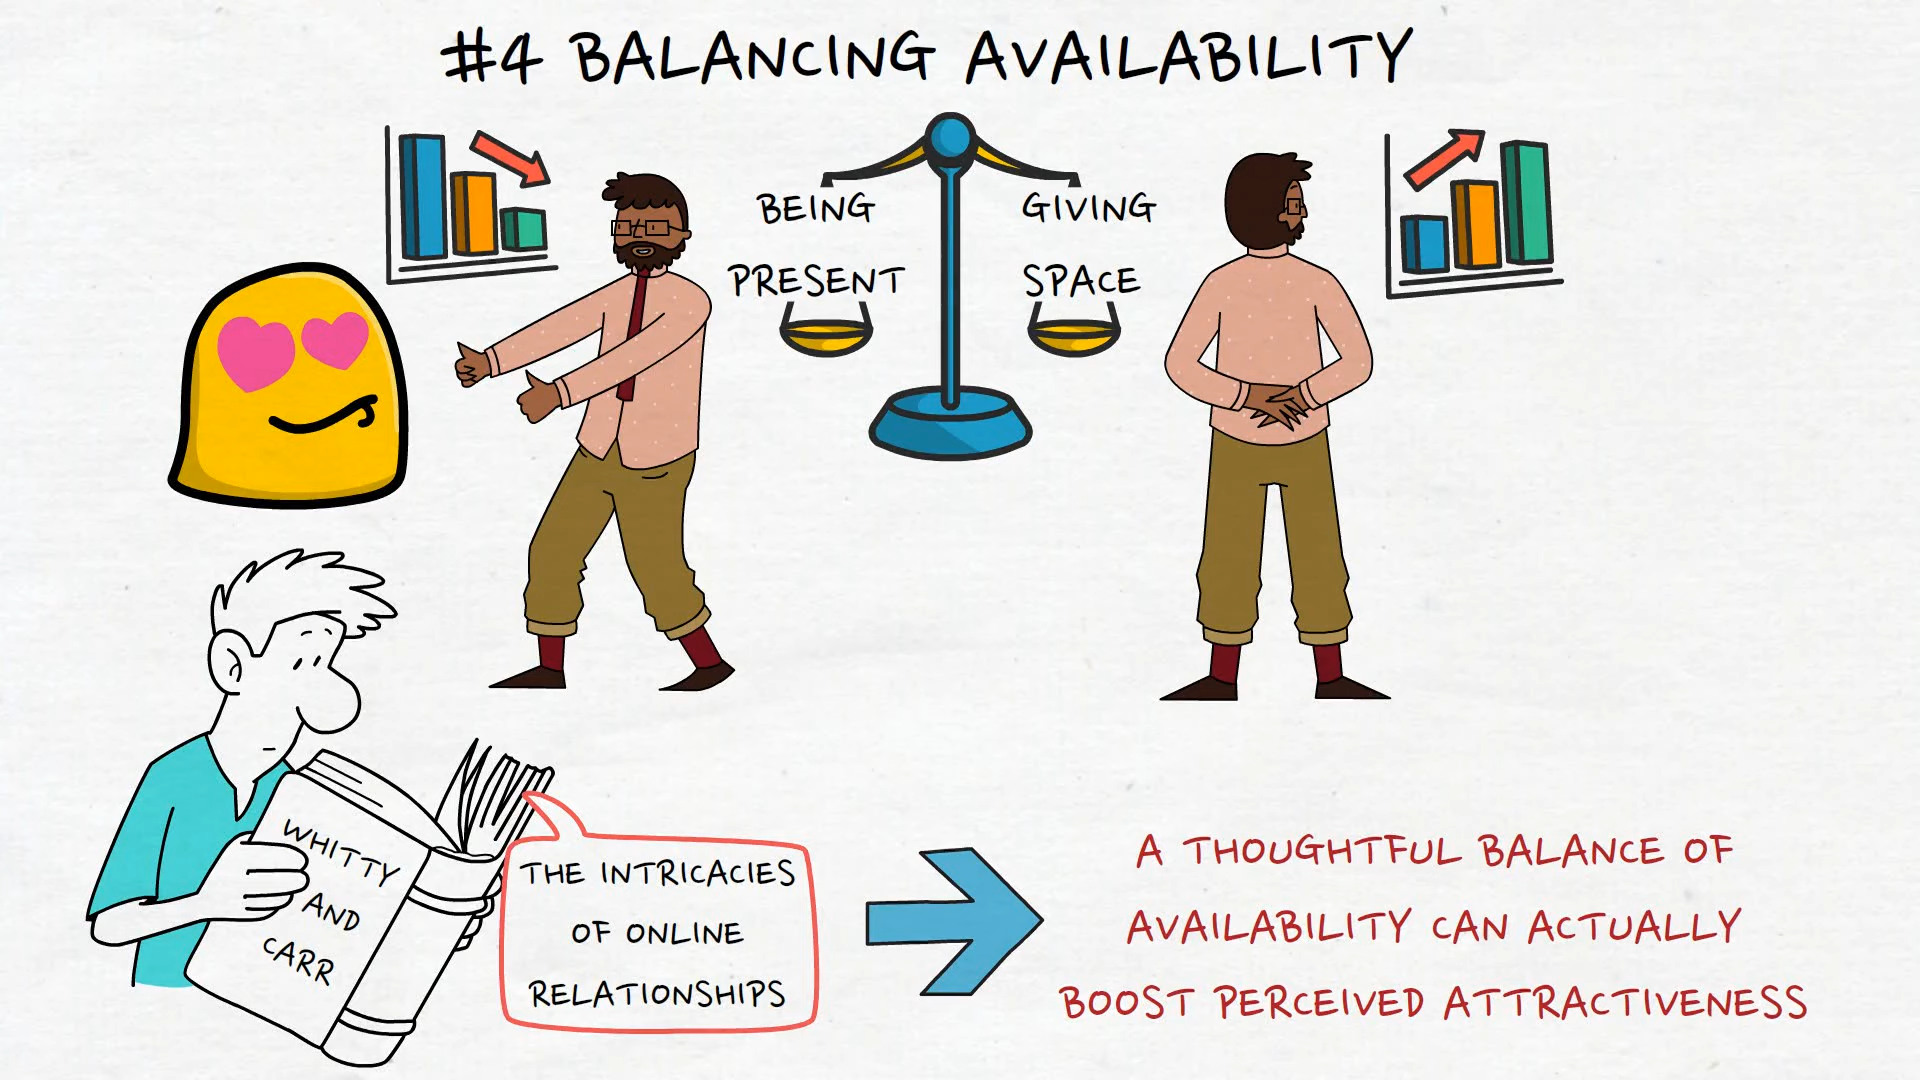 #4 BALANCING AVAILABILITY
BEING
PRESENT
GIVING
SPACE
WHITTY
AND
CARR
THE INTRICACIES
OF ONLINE
RELATIONSHIPS
A THOUGHTFUL BALANCE OF
AVAILABILITY CAN ACTUALLY
BOOST PERCEIVED ATTRACTIVENESS